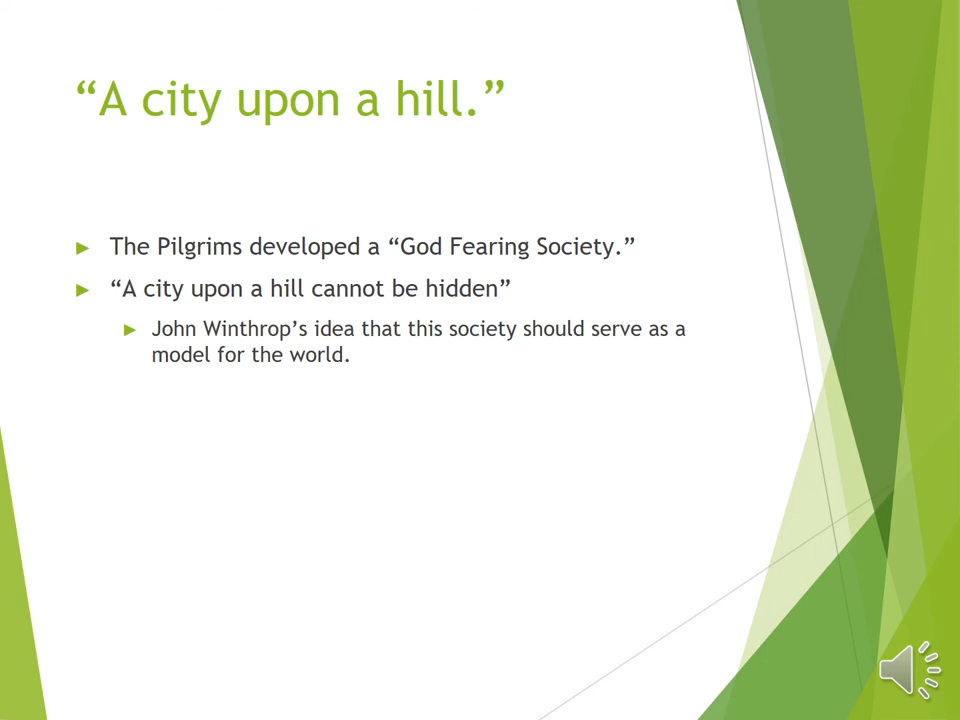 “A city upon a hill.”
The Pilgrims developed a “God Fearing Society.”
“A city upon a hill cannot be hidden”
John Winthrop’s idea that this society should serve as a
model for the world.